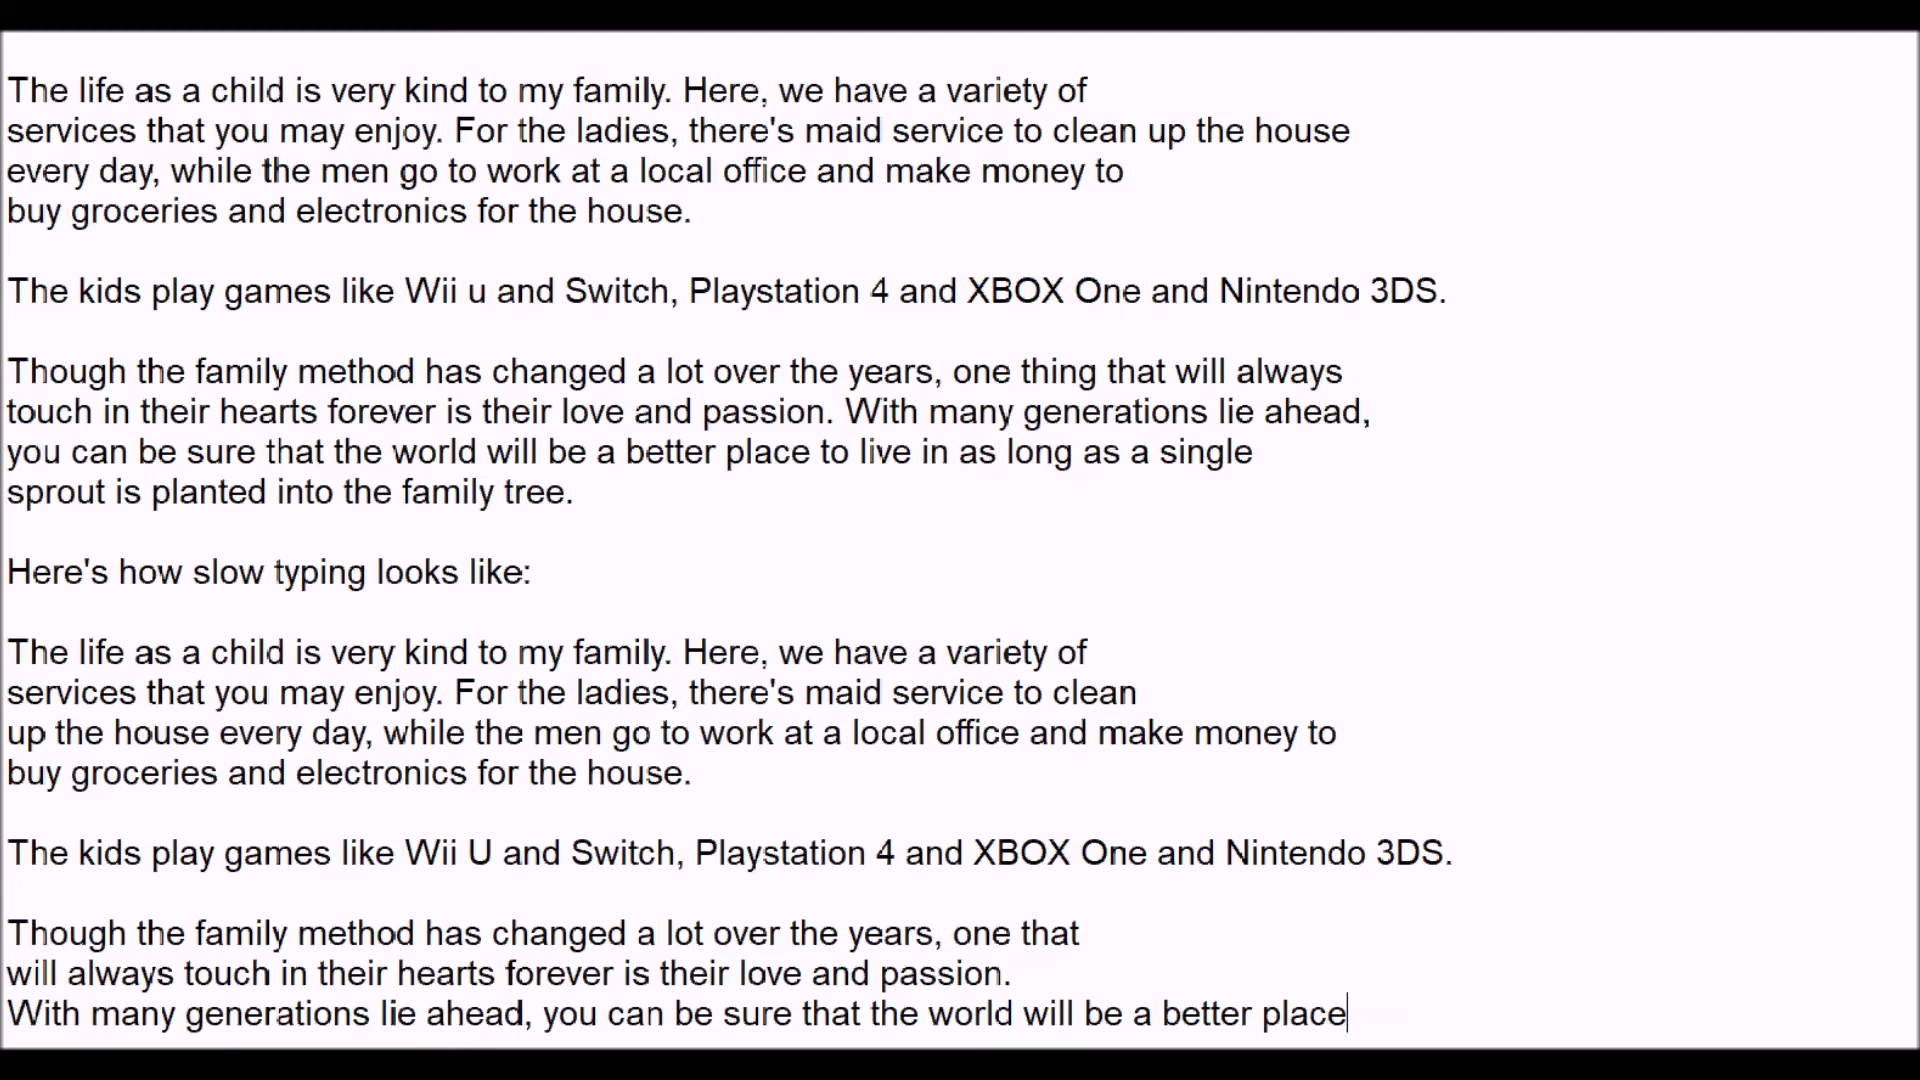 The life as a child is very kind to my family. Here, we have a variety of
services that you may enjoy. For the ladies, there's maid service to clean up the house
every day, while the men go to work at a local office and make money to
buy groceries and electronics for the house.
The kids play games like Wii u and Switch, Playstation 4 and XBOX One and Nintendo 3DS.
Though the family method has changed a lot over the years, one thing that will always
touch in their hearts forever is their love and passion. With many generations lie ahead,
you can be sure that the world will be a better place to live in as long as a single
sprout is planted into the family tree.
Here's how slow typing looks like:
The life as a child is very kind to my family. Here, we have a variety of
services that you may enjoy. For the ladies, there's maid service to clean
up the house every day, while the men go to work at a local office and make money to
buy groceries and electronics for the house.
The kids play games like Wii U and Switch, Playstation 4 and XBOX One and Nintendo 3DS.
Though the family method has changed a lot over the years, one that
will always touch in their hearts forever is their love and passion.
With many generations lie ahead, you can be sure that the world will be a better place